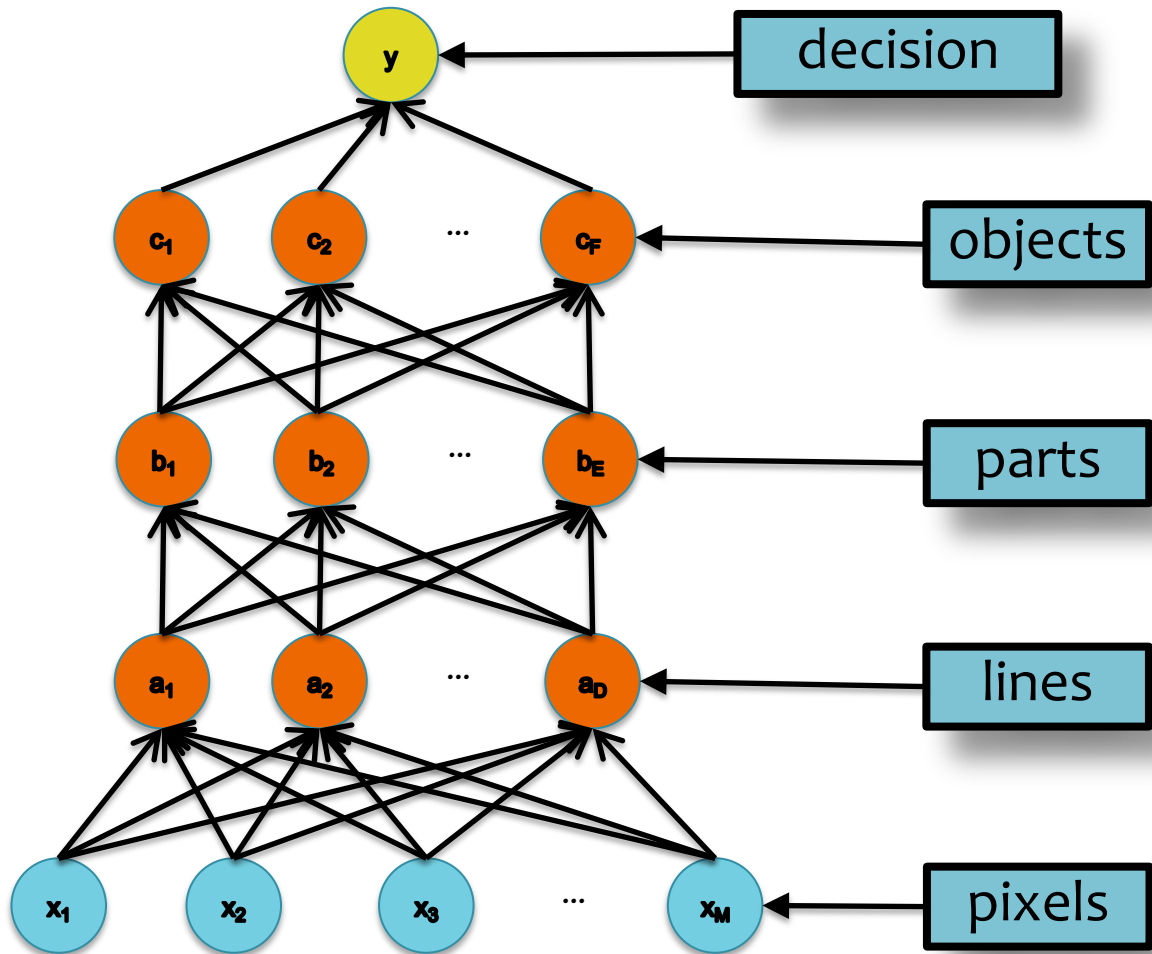 y decision
c1 c2 ... cF objects
b1 b2 ... bE parts
a1 a2 ... aD lines
x1 x2 x3 ... xM pixels